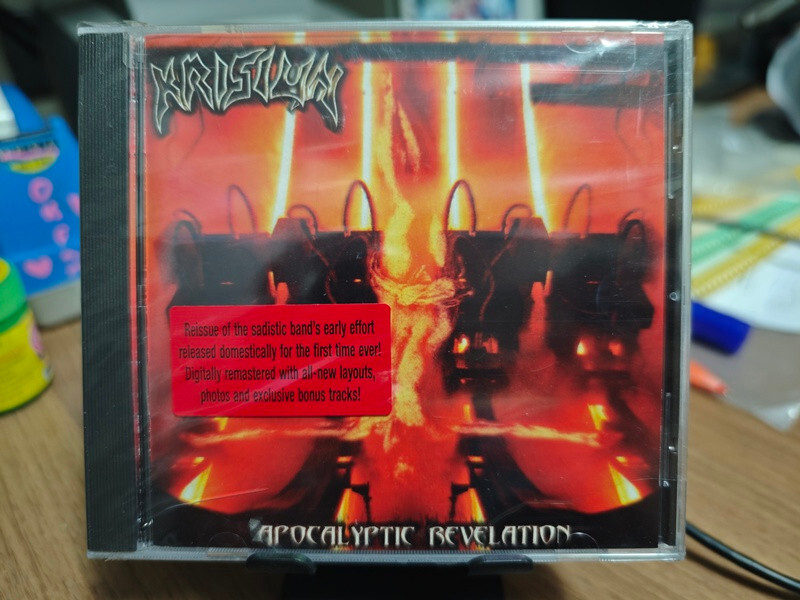 KRISIUN
Reissue of the sadistic band's early effort
released domestically for the first time ever!
Digitally remastered with all-new layouts,
photos and exclusive bonus tracks!
APOCALYPTIC REVELATION